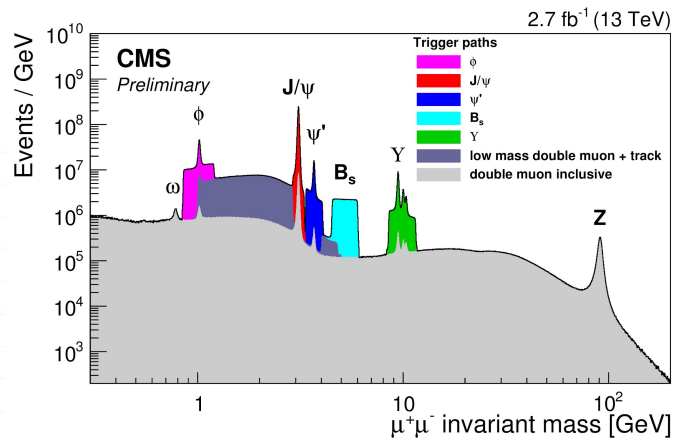 2.7 fb⁻¹ (13 TeV)
Events / GeV
10¹⁰
10⁹
10⁸
10⁷
10⁶
10⁵
10⁴
10³
CMS
Preliminary
Trigger paths
ϕ
J/ψ
ψ'
Bₛ
Υ
low mass double muon + track
double muon inclusive
ω
ϕ
J/ψ
ψ'
Bₛ
Υ
Z
1
10
10²
μ⁺μ⁻ invariant mass [GeV]